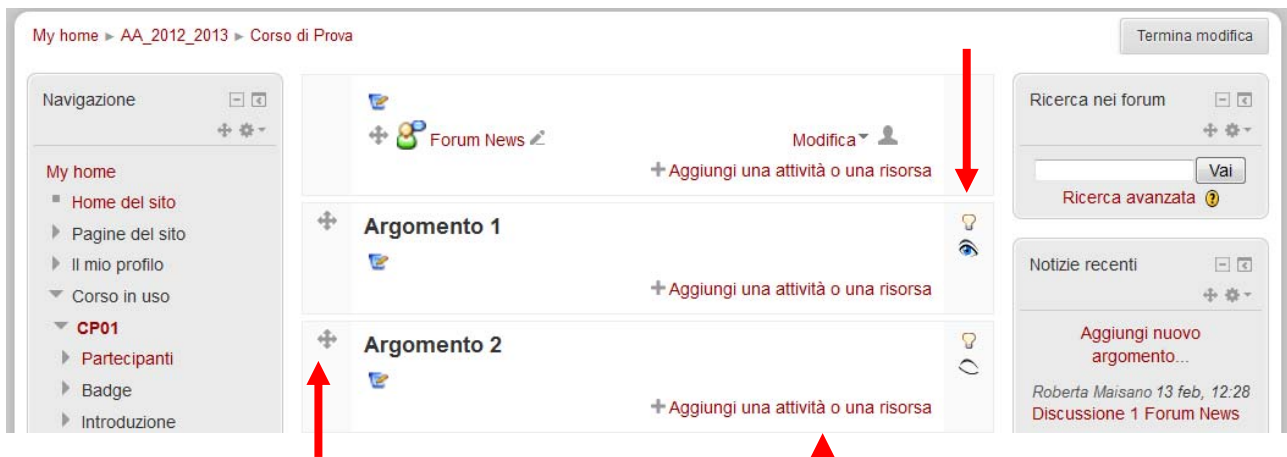 My home ► AA_2012_2013 ► Corso di Prova
Termina modifica
Navigazione
My home
Home del sito
Pagine del sito
Il mio profilo
Corso in uso
CP01
Partecipanti
Badge
Introduzione
Forum News
Modifica
Aggiungi una attività o una risorsa
Argomento 1
Aggiungi una attività o una risorsa
Argomento 2
Aggiungi una attività o una risorsa
Ricerca nei forum
Vai
Ricerca avanzata
Notizie recenti
Aggiungi nuovo
argomento...
Roberta Maisano 13 feb, 12:28
Discussione 1 Forum News